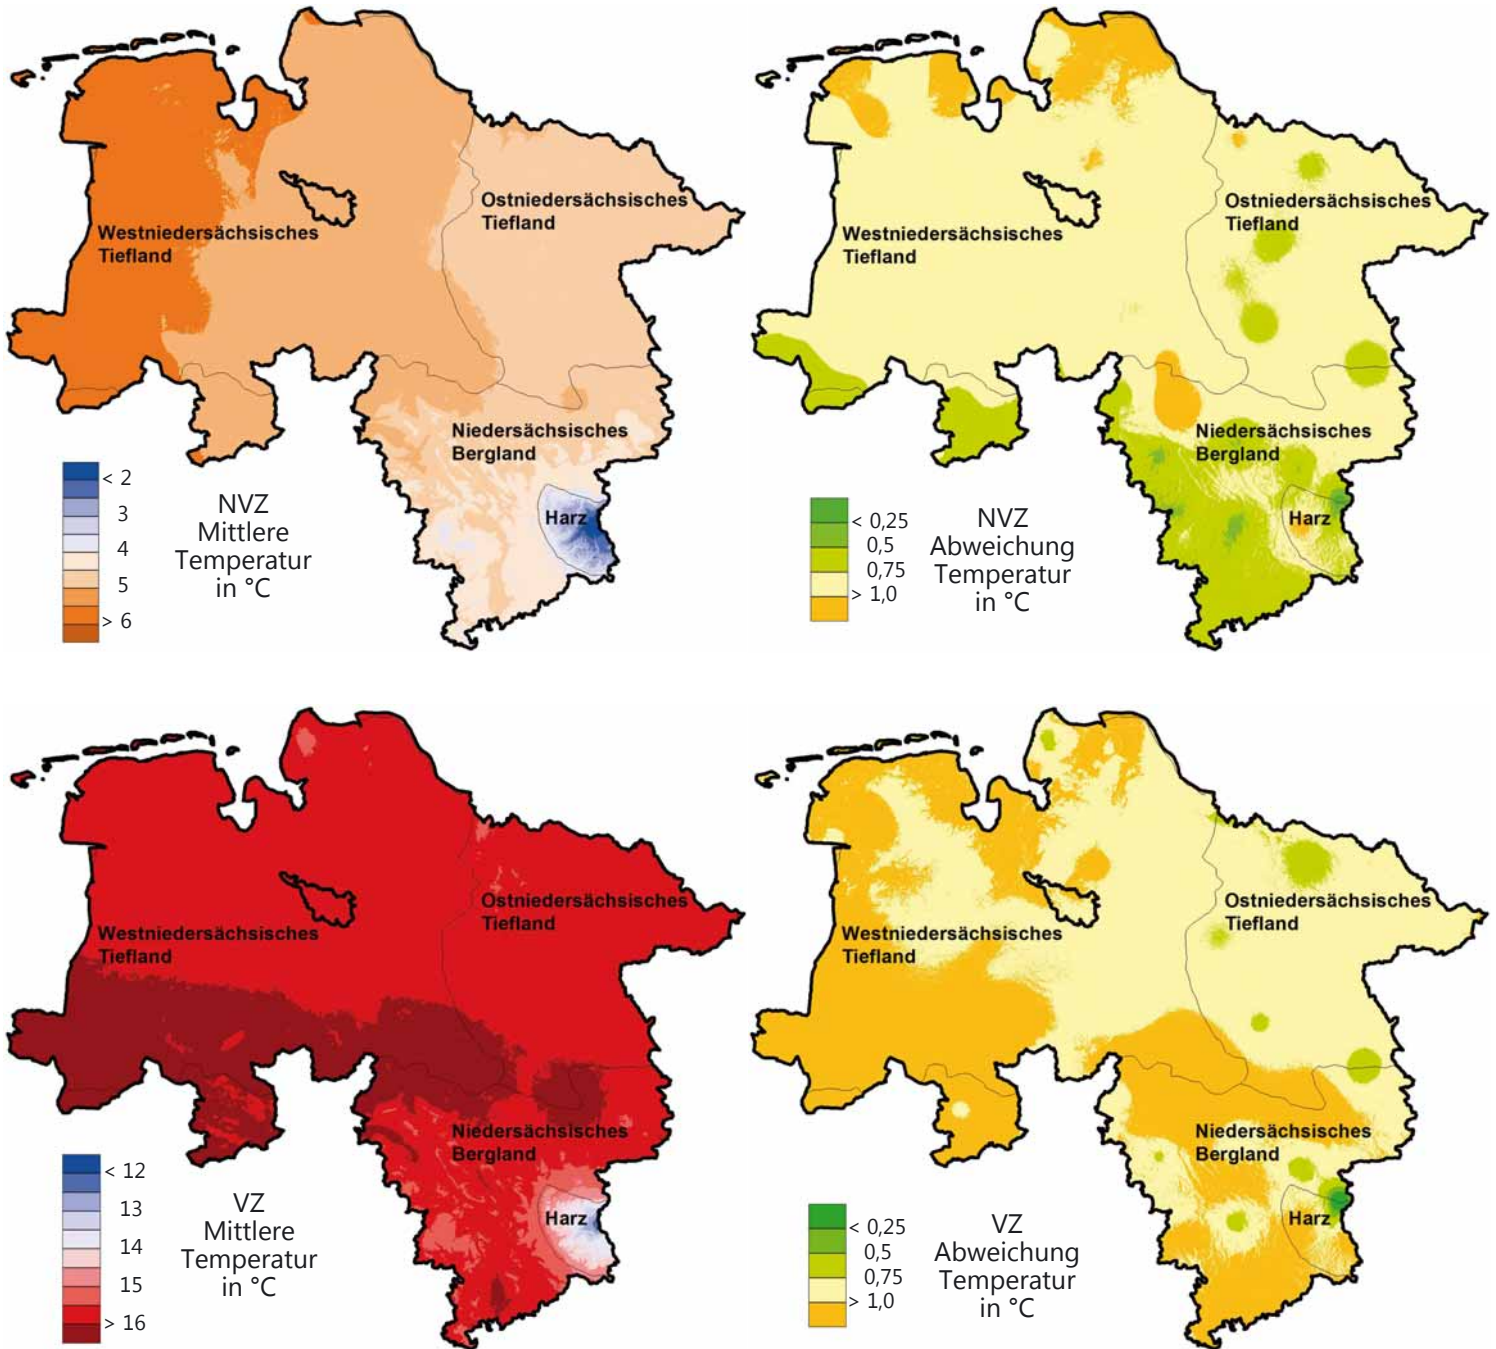 Westniedersächsisches
Tiefland
Ostniedersächsisches
Tiefland
Niedersächsisches
Bergland
Harz
< 2
3
4
5
> 6
NVZ
Mittlere
Temperatur
in °C
Westniedersächsisches
Tiefland
Ostniedersächsisches
Tiefland
Niedersächsisches
Bergland
Harz
< 0,25
0,5
0,75
> 1,0
NVZ
Abweichung
Temperatur
in °C
Westniedersächsisches
Tiefland
Ostniedersächsisches
Tiefland
Niedersächsisches
Bergland
Harz
< 12
13
14
15
> 16
VZ
Mittlere
Temperatur
in °C
Westniedersächsisches
Tiefland
Ostniedersächsisches
Tiefland
Niedersächsisches
Bergland
Harz
< 0,25
0,5
0,75
> 1,0
VZ
Abweichung
Temperatur
in °C